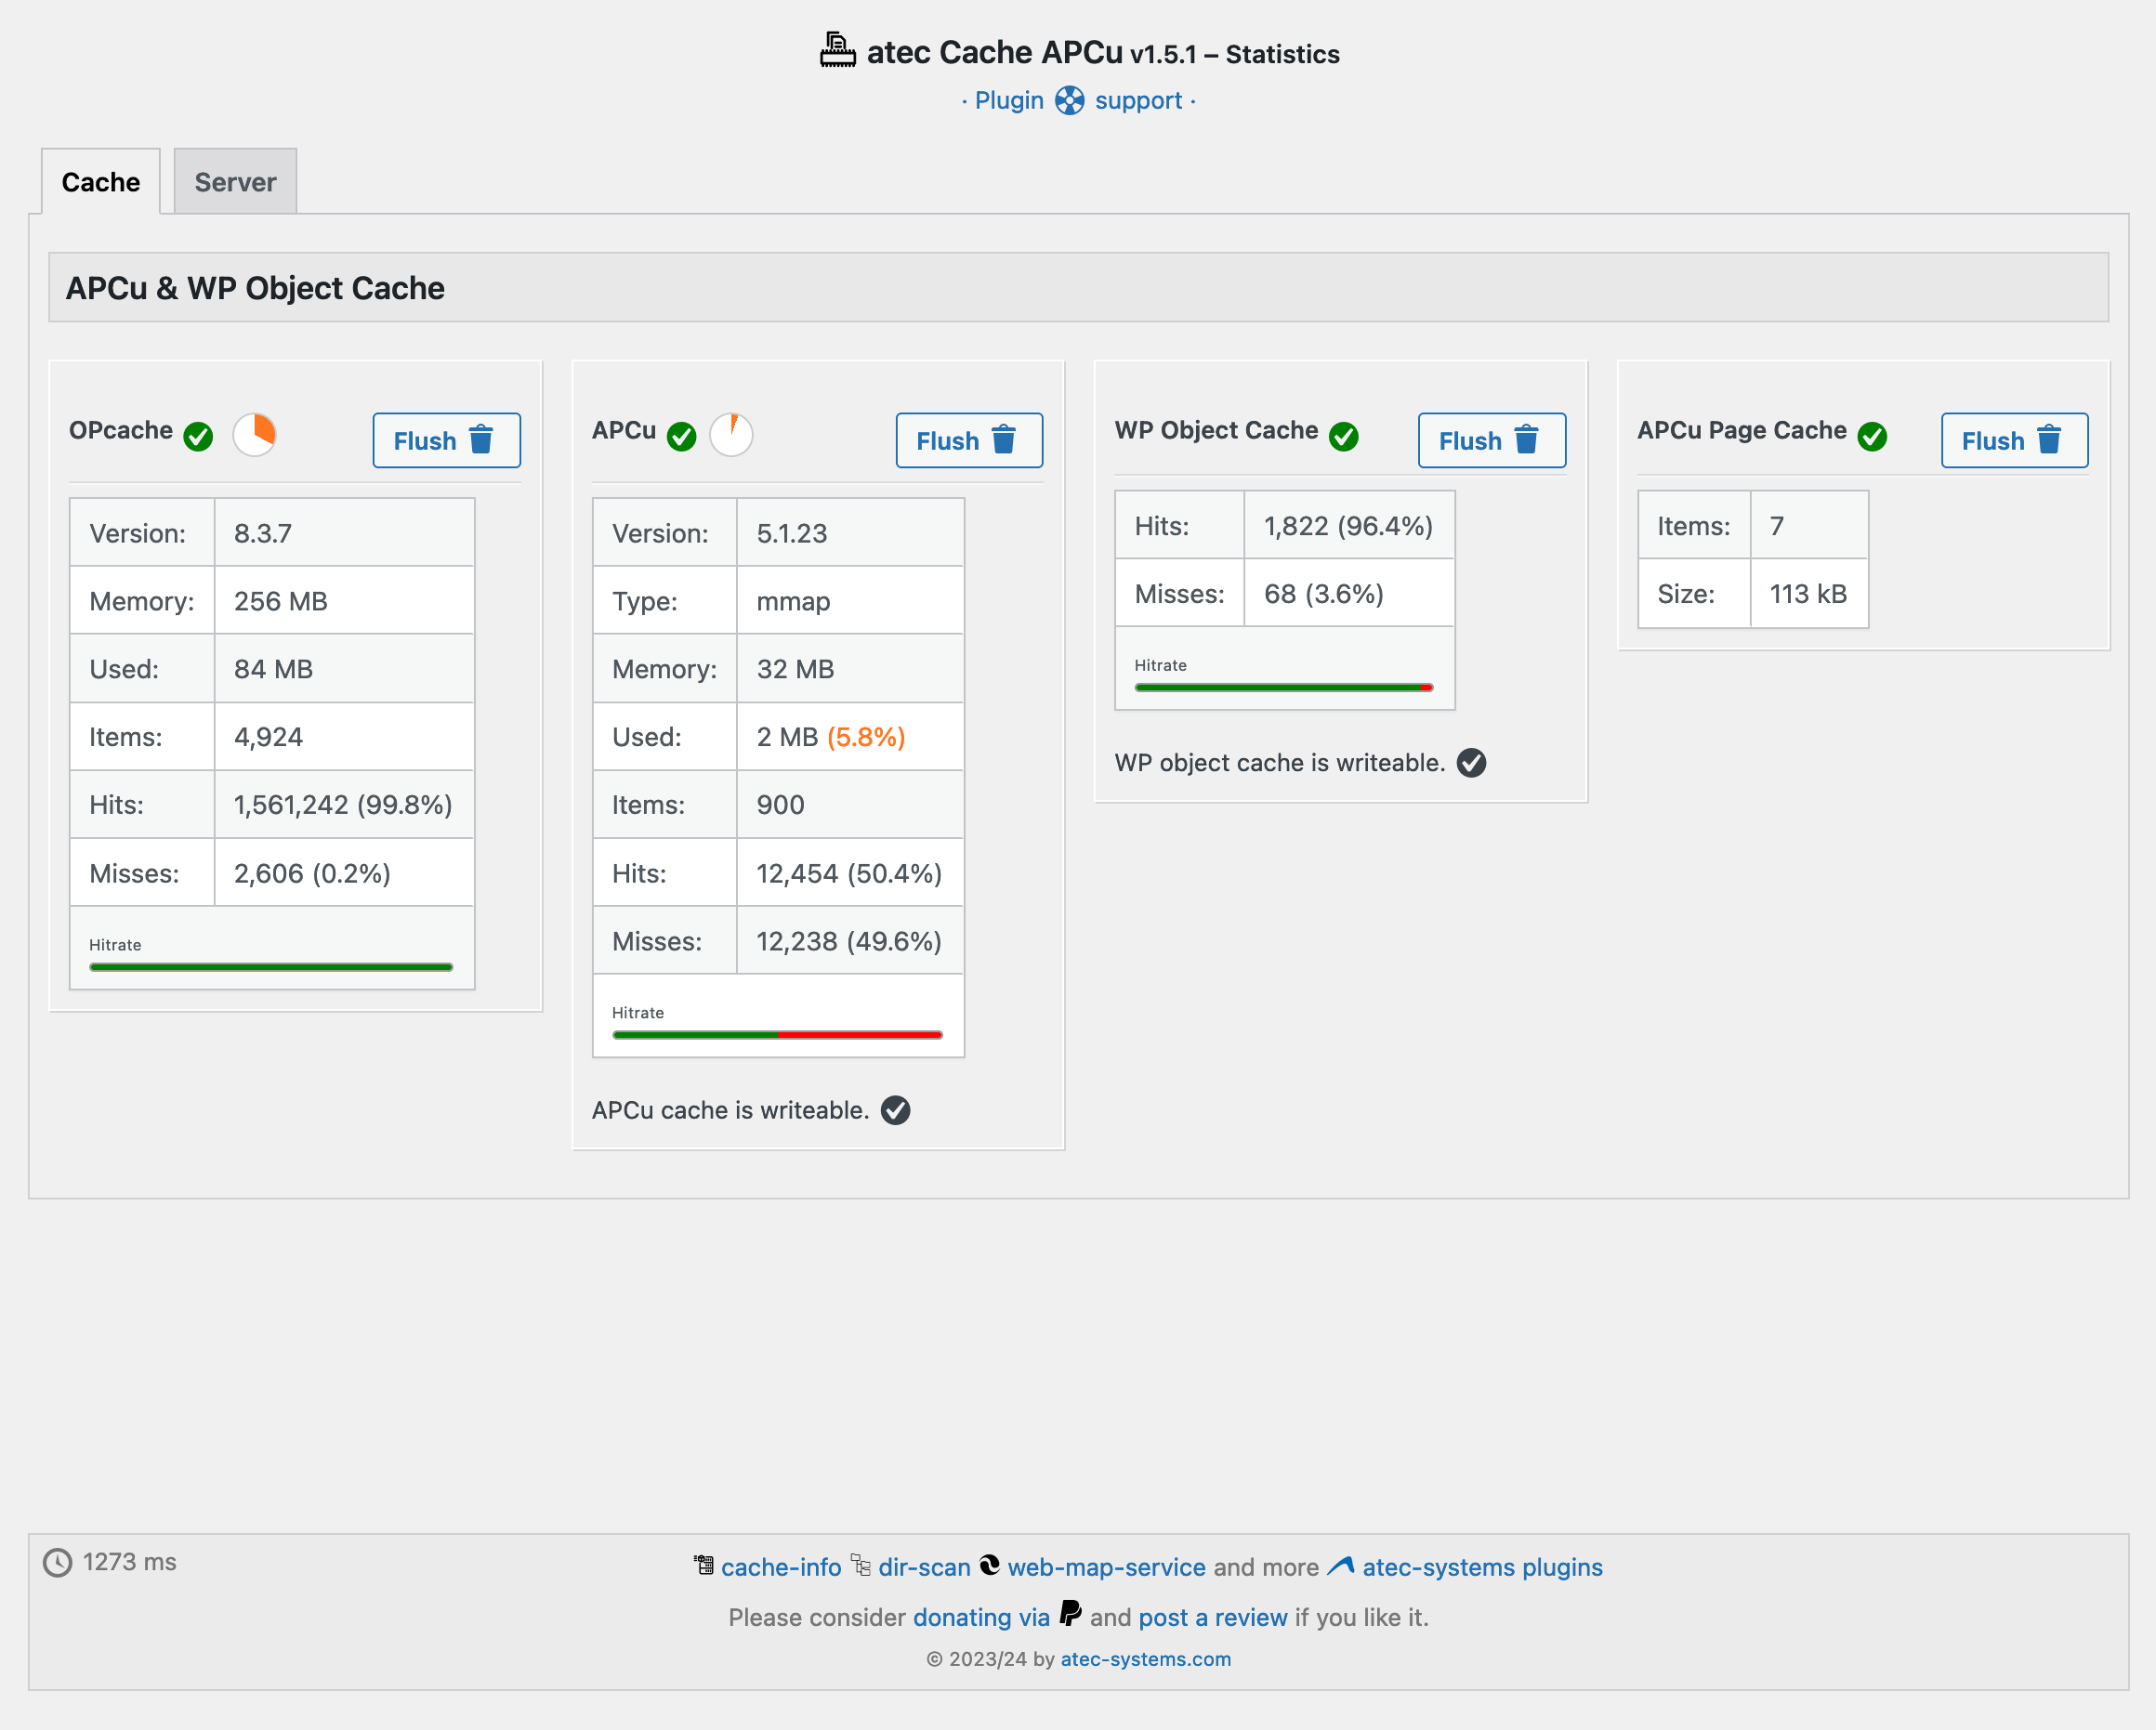 atec Cache APCu v1.5.1 – Statistics
· Plugin support ·
Cache Server
APCu & WP Object Cache
OPcache Flush
Version: 8.3.7
Memory: 256 MB
Used: 84 MB
Items: 4,924
Hits: 1,561,242 (99.8%)
Misses: 2,606 (0.2%)
Hitrate
APCu Flush
Version: 5.1.23
Type: mmap
Memory: 32 MB
Used: 2 MB (5.8%)
Items: 900
Hits: 12,454 (50.4%)
Misses: 12,238 (49.6%)
Hitrate
APCu cache is writeable.
WP Object Cache Flush
Hits: 1,822 (96.4%)
Misses: 68 (3.6%)
Hitrate
WP object cache is writeable.
APCu Page Cache Flush
Items: 7
Size: 113 kB
1273 ms
cache-info dir-scan web-map-service and more atec-systems plugins
Please consider donating via and post a review if you like it.
© 2023/24 by atec-systems.com